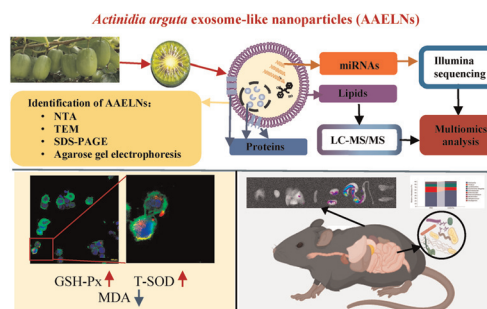 Actinidia arguta exosome-like nanoparticles (AAELNs)
miRNAs
Illumina
sequencing
Lipids
Identification of AAELNs:
• NTA
• TEM
• SDS-PAGE
• Agarose gel electrophoresis
Proteins
LC-MS/MS
Multiomics
analysis
GSH-Px
T-SOD
MDA